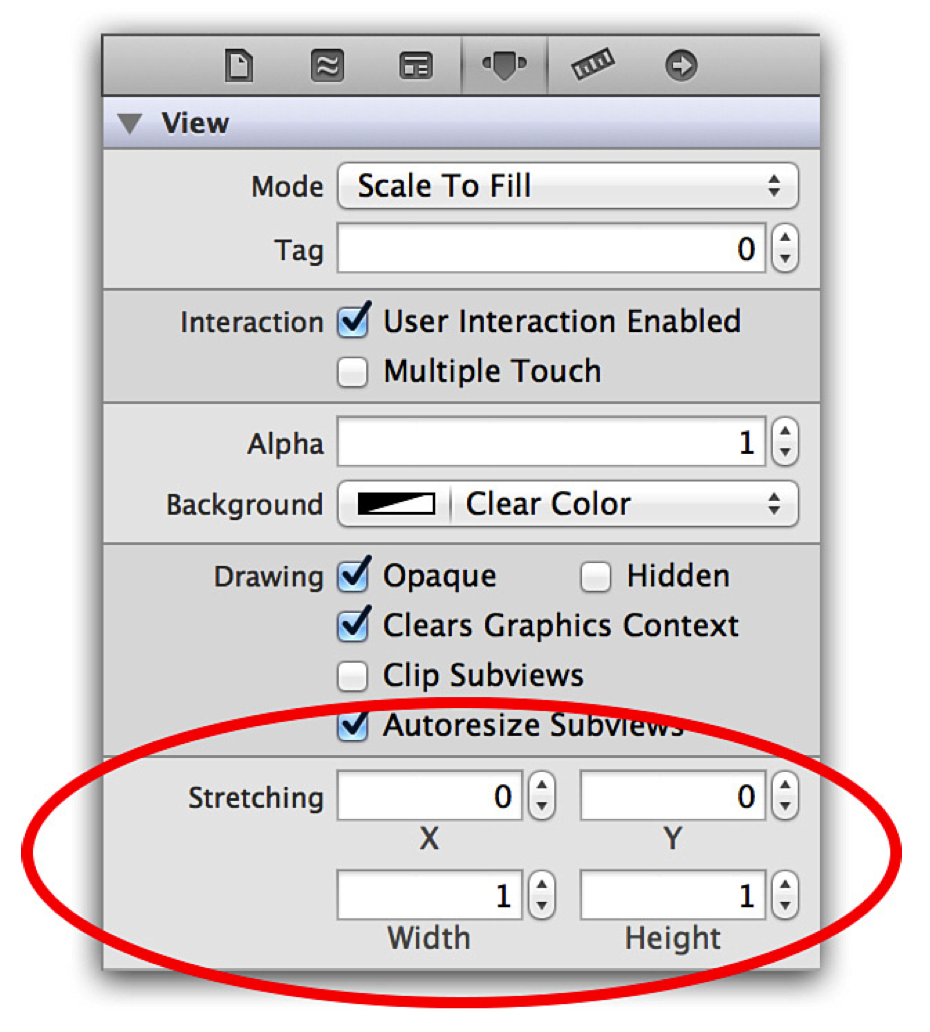 View
Mode Scale To Fill
Tag 0
Interaction User Interaction Enabled
Multiple Touch
Alpha 1
Background Clear Color
Drawing Opaque Hidden
Clears Graphics Context
Clip Subviews
Autoresize Subviews
Stretching 0 0
X Y
1 1
Width Height